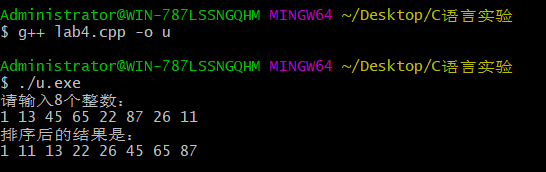 Administrator@WIN-787LSSNGQHM MINGW64 ~/Desktop/C语言实验
$ g++ lab4.cpp -o u
Administrator@WIN-787LSSNGQHM MINGW64 ~/Desktop/C语言实验
$ ./u.exe
请输入8个整数：
1 13 45 65 22 87 26 11
排序后的结果是：
1 11 13 22 26 45 65 87